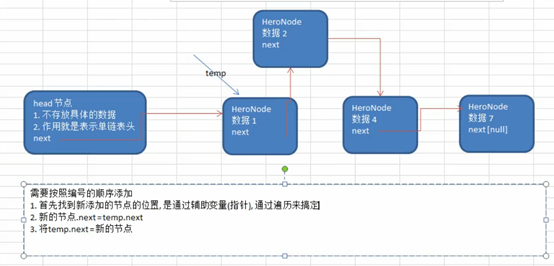 HeroNode
数据 2
next
temp
head 节点
1. 不存放具体的数据
2. 作用就是表示单链表头
next
HeroNode
数据 1
next
HeroNode
数据 4
next
HeroNode
数据 7
next [null]
需要按照编号的顺序添加
1. 首先找到新添加的节点的位置, 是通过辅助变量(指针), 通过遍历来搞定
2. 新的节点.next = temp.next
3. 将temp.next = 新的节点